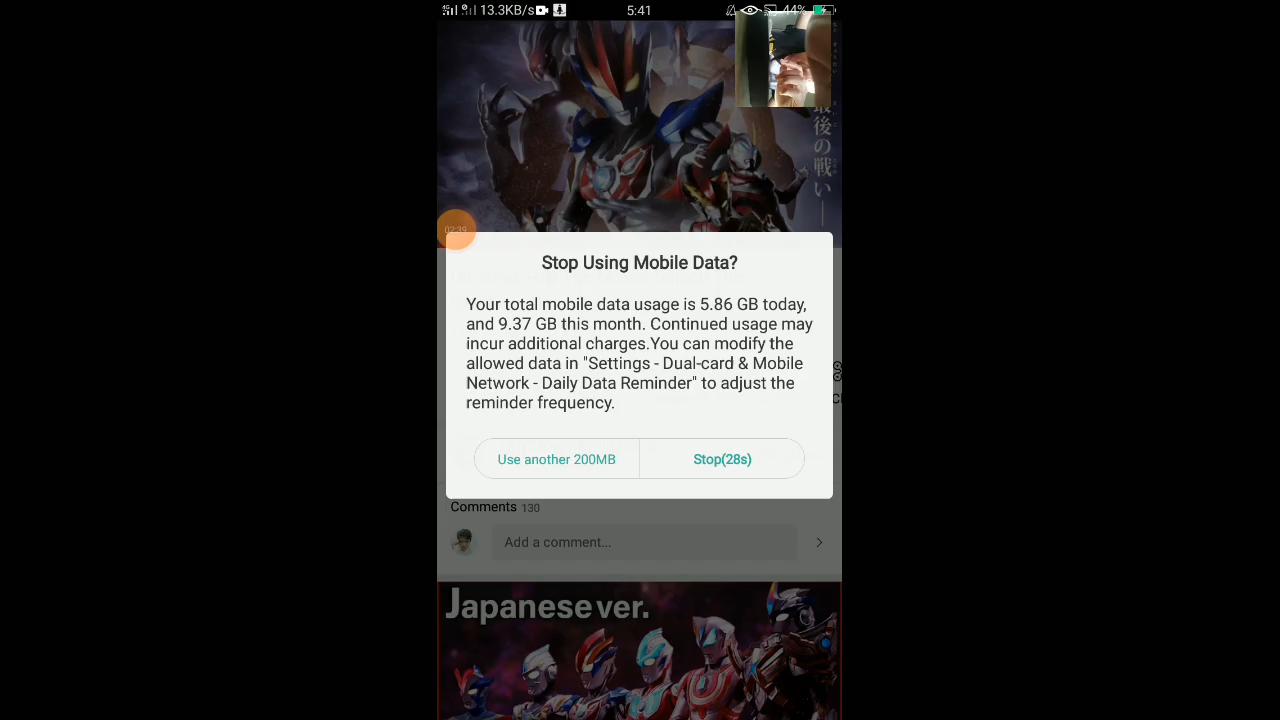 13.3KB/s 5:41 44%
最後の戦い
02:39
Stop Using Mobile Data?
Your total mobile data usage is 5.86 GB today,
and 9.37 GB this month. Continued usage may
incur additional charges.You can modify the
allowed data in "Settings - Dual-card & Mobile
Network - Daily Data Reminder" to adjust the
reminder frequency.
Use another 200MB Stop(28s)
Comments 130
Add a comment...
Japanese ver.